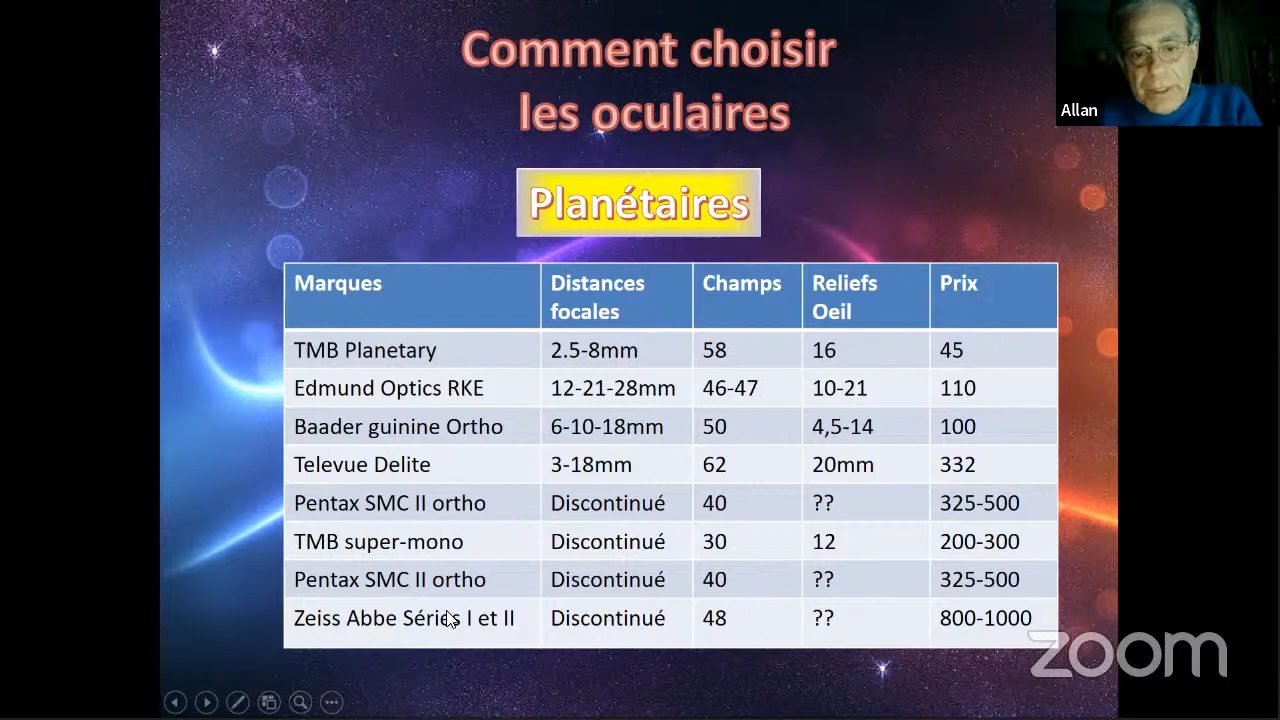 Comment choisir
les oculaires
Allan
Planétaires
Marques Distances focales Champs Reliefs Oeil Prix
TMB Planetary 2.5-8mm 58 16 45
Edmund Optics RKE 12-21-28mm 46-47 10-21 110
Baader guinine Ortho 6-10-18mm 50 4,5-14 100
Televue Delite 3-18mm 62 20mm 332
Pentax SMC II ortho Discontinué 40 ?? 325-500
TMB super-mono Discontinué 30 12 200-300
Pentax SMC II ortho Discontinué 40 ?? 325-500
Zeiss Abbe Séries I et II Discontinué 48 ?? 800-1000
zoom